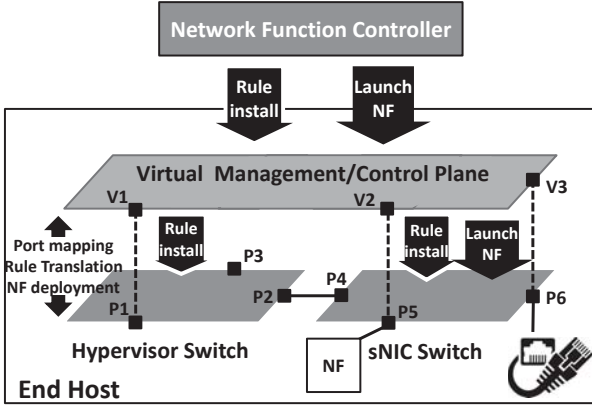 Network Function Controller
Rule
install
Launch
NF
Virtual Management/Control Plane
V1
V2
V3
Port mapping
Rule Translation
NF deployment
Rule
install
Rule
install
Launch
NF
P3
P2
P4
P6
P1
P5
Hypervisor Switch
NF
sNIC Switch
End Host